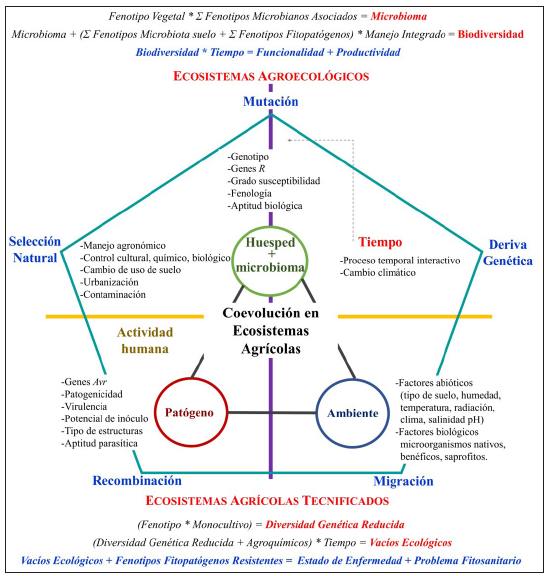 Fenotipo Vegetal * Σ Fenotipos Microbianos Asociados = Microbioma
Microbioma + (Σ Fenotipos Microbiota suelo + Σ Fenotipos Fitopatógenos) * Manejo Integrado = Biodiversidad
Biodiversidad * Tiempo = Funcionalidad + Productividad
ECOSISTEMAS AGROECOLÓGICOS
Mutación
-Genotipo
-Genes R
-Grado susceptibilidad
-Fenología
-Aptitud biológica
Selección
Natural
-Manejo agronómico
-Control cultural, químico, biológico
-Cambio de uso de suelo
-Urbanización
-Contaminación
Huesped
+
microbioma
Tiempo
-Proceso temporal interactivo
-Cambio climático
Deriva
Genética
Actividad
humana
Coevolución en
Ecosistemas
Agrícolas
-Genes Avr
-Patogenicidad
-Virulencia
-Potencial de inóculo
-Tipo de estructuras
-Aptitud parasítica
Patógeno
Ambiente
-Factores abióticos
(tipo de suelo, humedad,
temperatura, radiación,
clima, salinidad pH)
-Factores biológicos
microorganismos nativos,
benéficos, saprofitos.
Recombinación
Migración
ECOSISTEMAS AGRÍCOLAS TECNIFICADOS
(Fenotipo * Monocultivo) = Diversidad Genética Reducida
(Diversidad Genética Reducida + Agroquímicos) * Tiempo = Vacíos Ecológicos
Vacíos Ecológicos + Fenotipos Fitopatógenos Resistentes = Estado de Enfermedad + Problema Fitosanitario